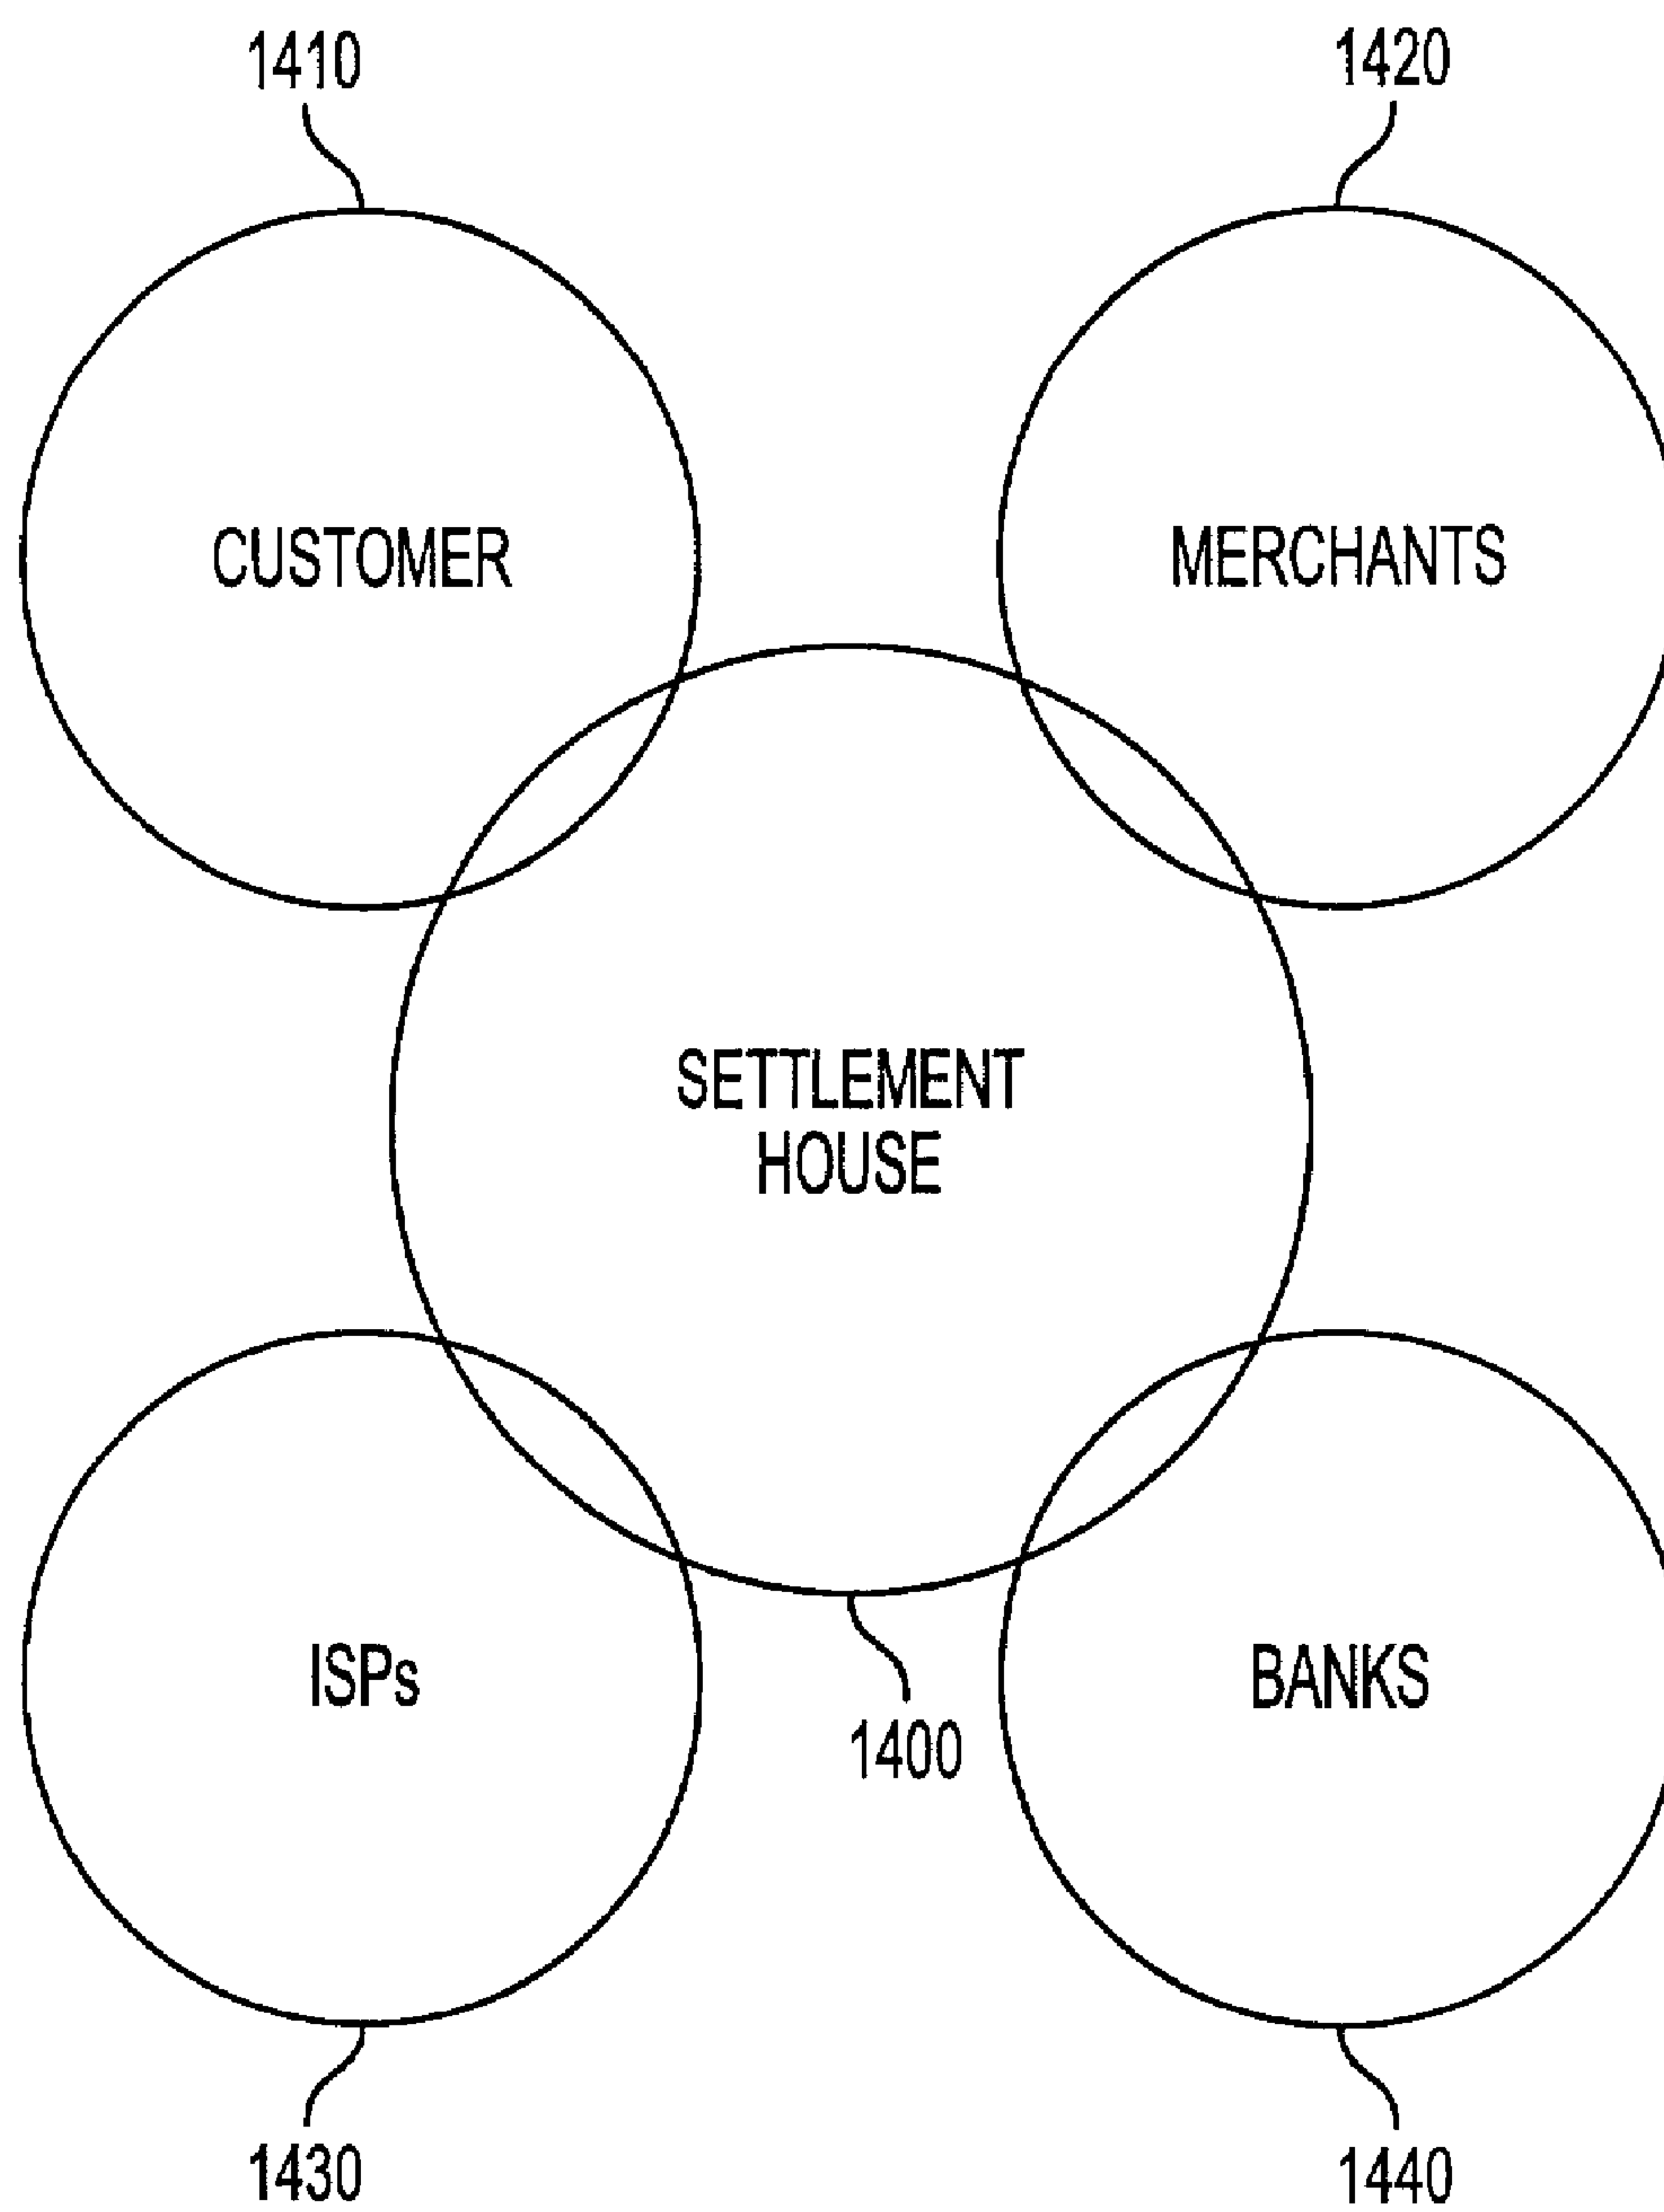 1410
1420
CUSTOMER
MERCHANTS
SETTLEMENT
HOUSE
ISPs
BANKS
1400
1430
1440